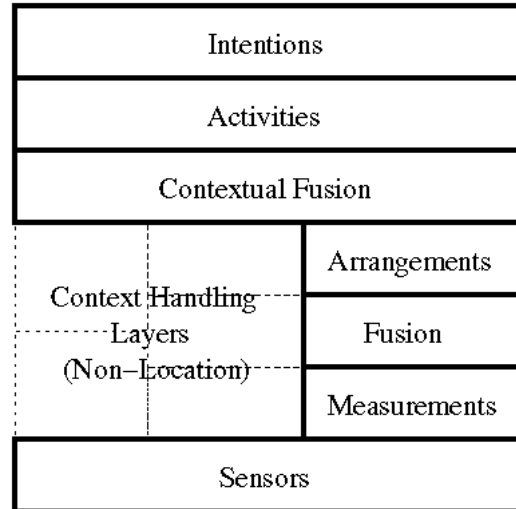 Intentions
Activities
Contextual Fusion
Arrangements
Context Handling
Layers
(Non−Location)
Fusion
Measurements
Sensors